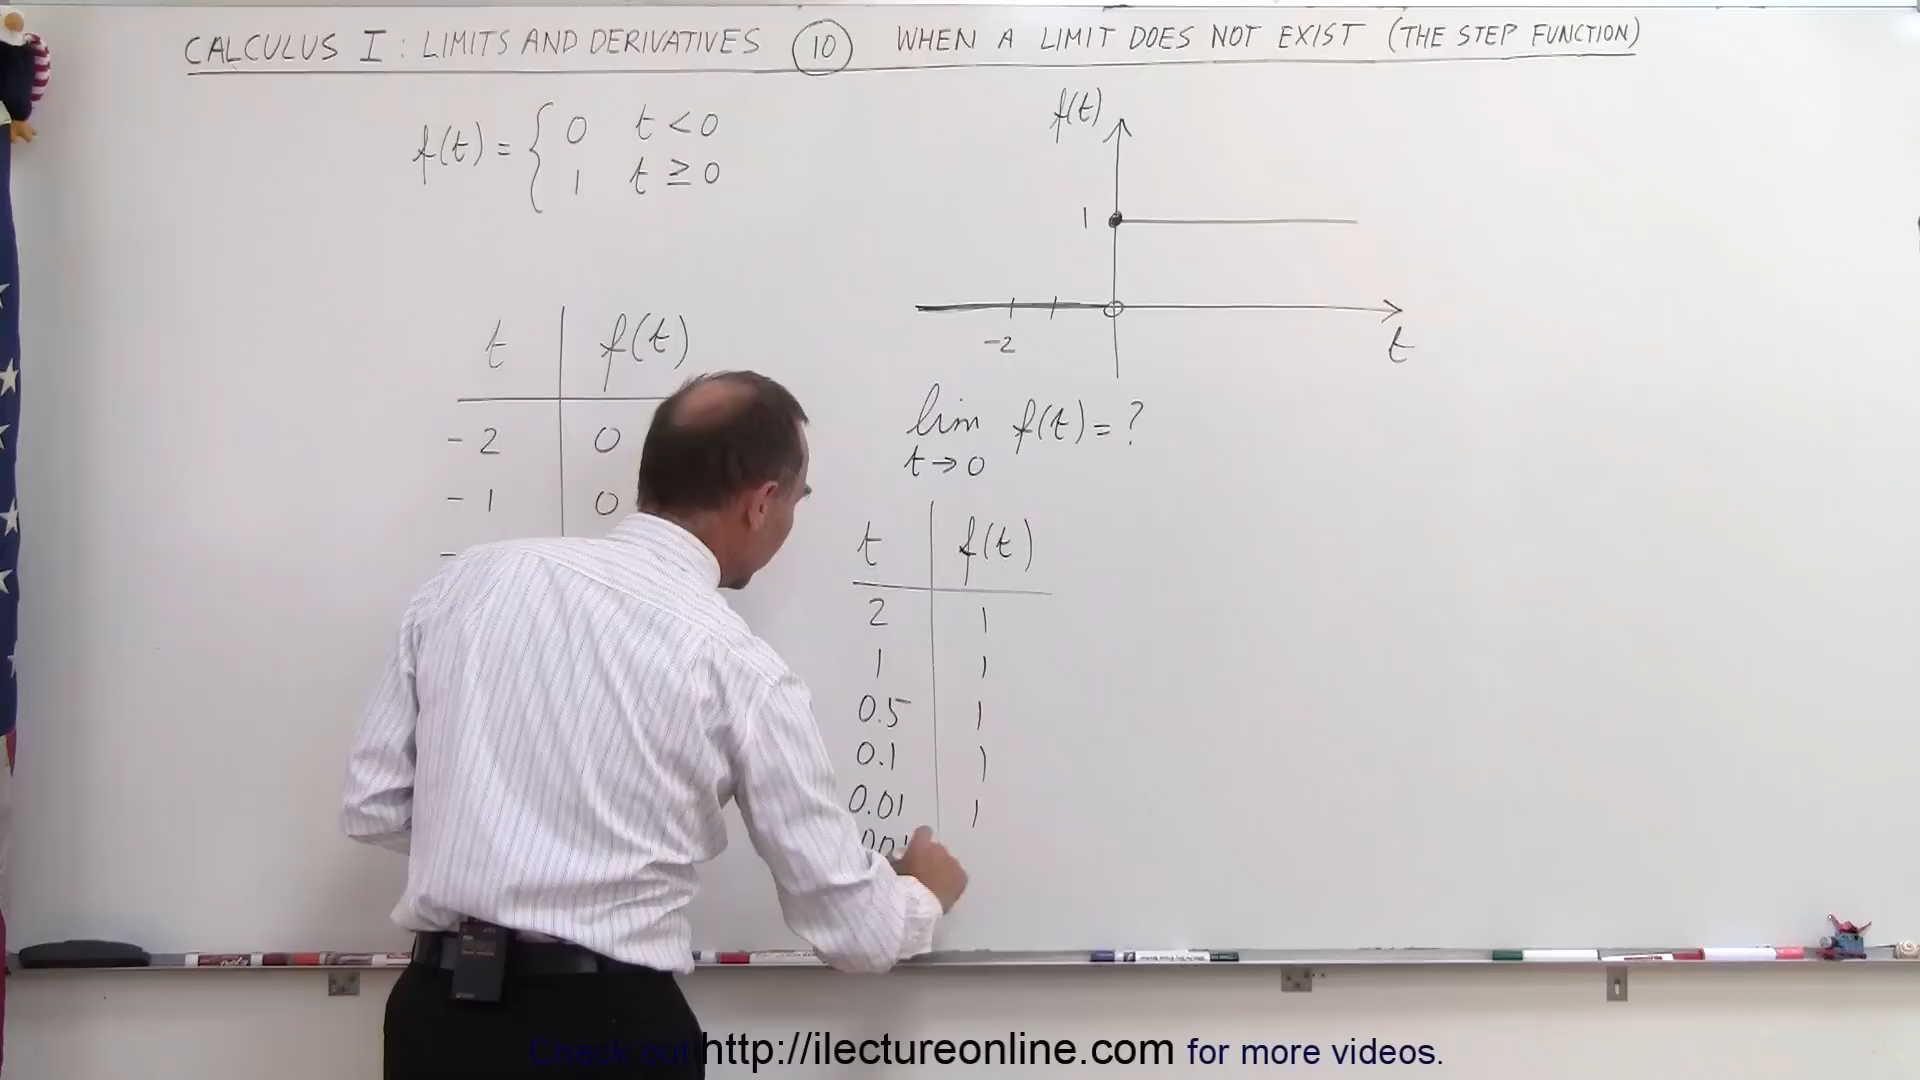 CALCULUS I : LIMITS AND DERIVATIVES 10 WHEN A LIMIT DOES NOT EXIST (THE STEP FUNCTION)
f(t) = { 0 t < 0
1 t ≥ 0
f(t)
1
-2
t
t f(t)
-2 0
-1 0
lim f(t) = ?
t → 0
t f(t)
2 1
1 1
0.5 1
0.1 1
0.01 1
Check out http://ilectureonline.com for more videos.